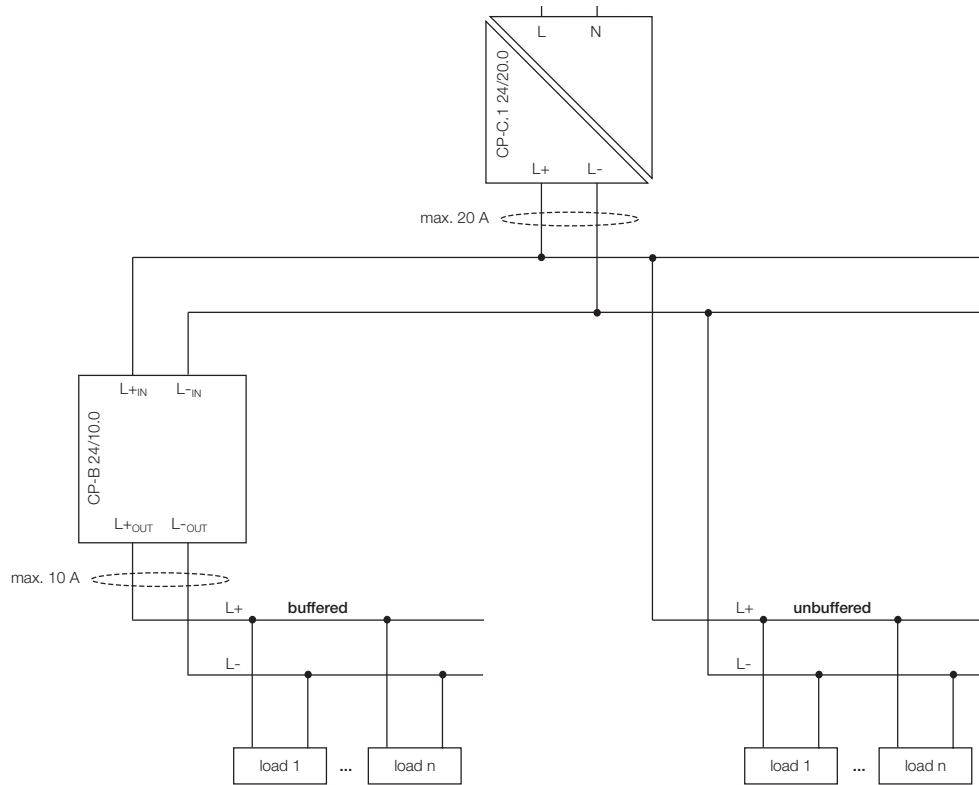 L N
CP-C.1 24/20.0
L+ L-
max. 20 A
L+IN L-IN
CP-B 24/10.0
L+OUT L-OUT
max. 10 A
L+ buffered
L-
load 1 ... load n
L+ unbuffered
L-
load 1 ... load n